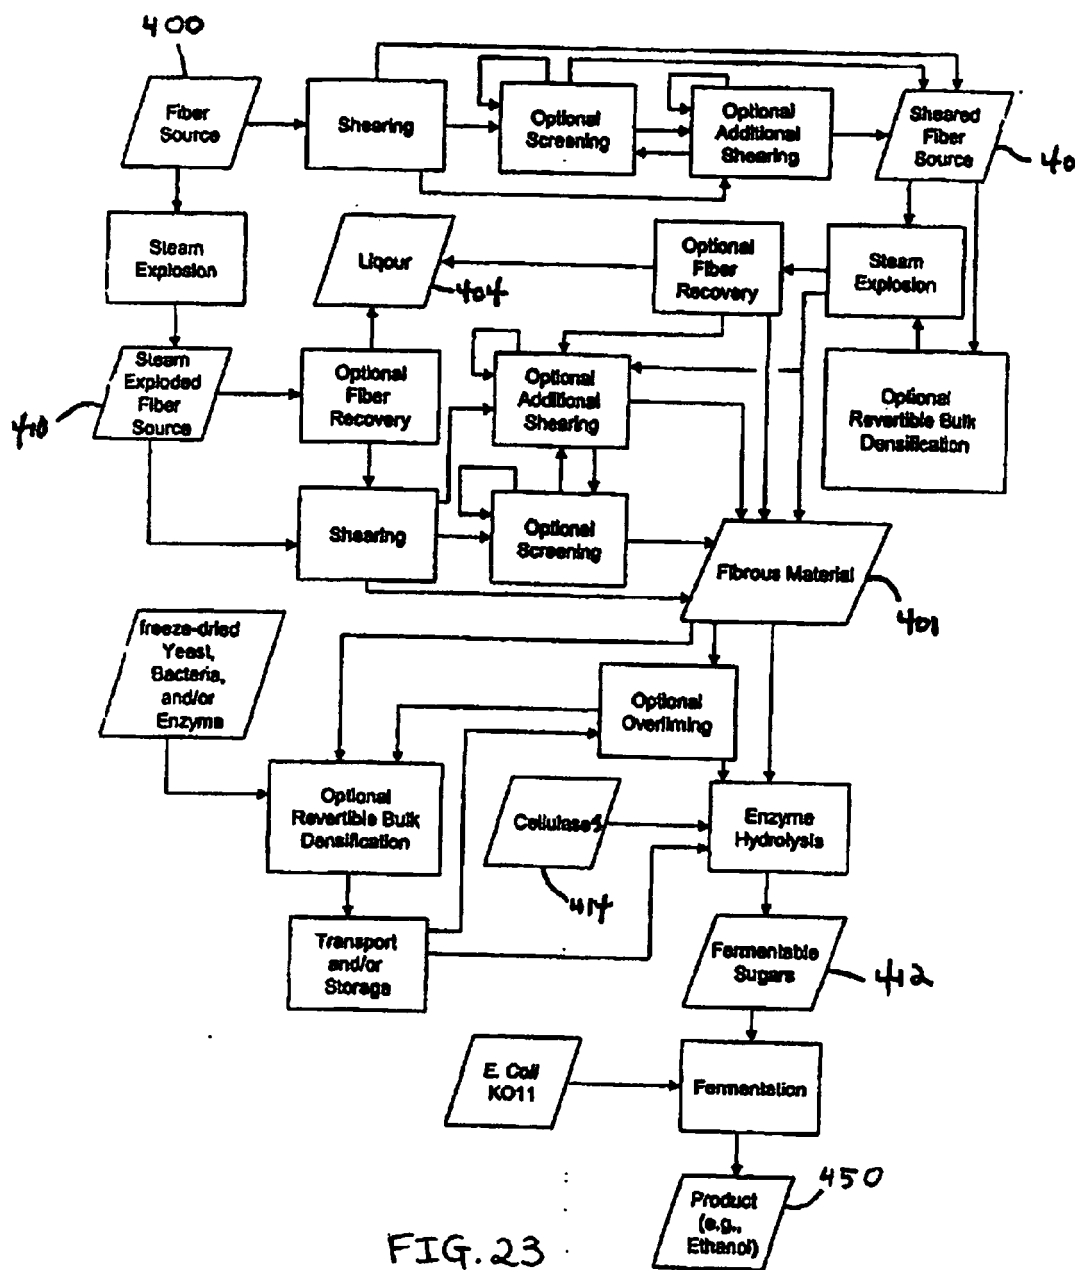 400
Fiber
Source
Shearing
Optional
Screening
Optional
Additional
Shearing
Sheared
Fiber
Source
40
Steam
Explosion
Liqour
404
Optional
Fiber
Recovery
Steam
Explosion
Steam
Exploded
Fiber
Source
410
Optional
Fiber
Recovery
Optional
Additional
Shearing
Optional
Revertible Bulk
Densification
Shearing
Optional
Screening
Fibrous Material
401
freeze-dried
Yeast,
Bacteria,
and/or
Enzyme
Optional
Overliming
Optional
Revertible Bulk
Densification
Cellulases
414
Enzyme
Hydrolysis
Transport
and/or
Storage
Fermentable
Sugars
412
E. Coli
KO11
Fermentation
Product
(e.g.,
Ethanol)
450
FIG. 23